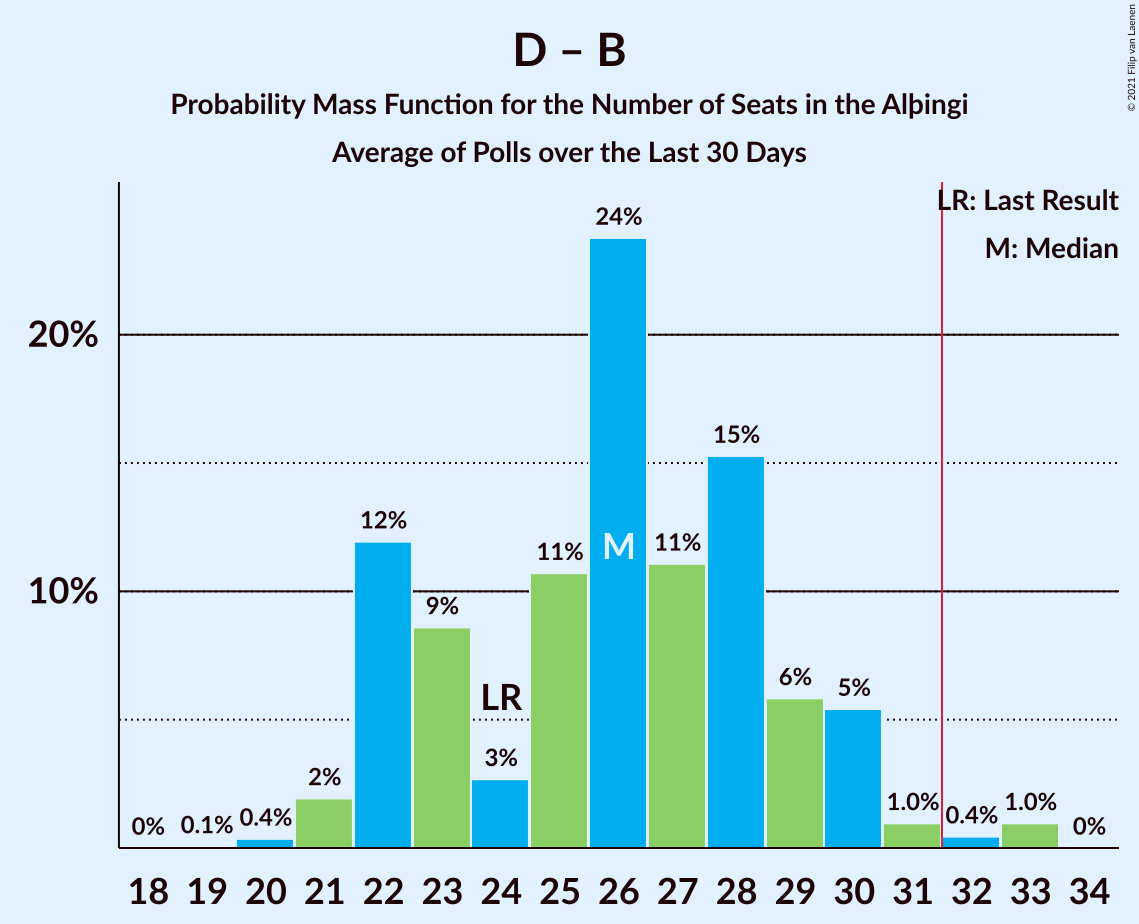 D – B
Probability Mass Function for the Number of Seats in the Alþingi
Average of Polls over the Last 30 Days
© 2021 Filip van Laenen
LR: Last Result
M: Median
20%
10%
0%
0.1%
0.4%
2%
12%
9%
LR
3%
11%
24%
M
11%
15%
6%
5%
1.0%
0.4%
1.0%
0%
18 19 20 21 22 23 24 25 26 27 28 29 30 31 32 33 34